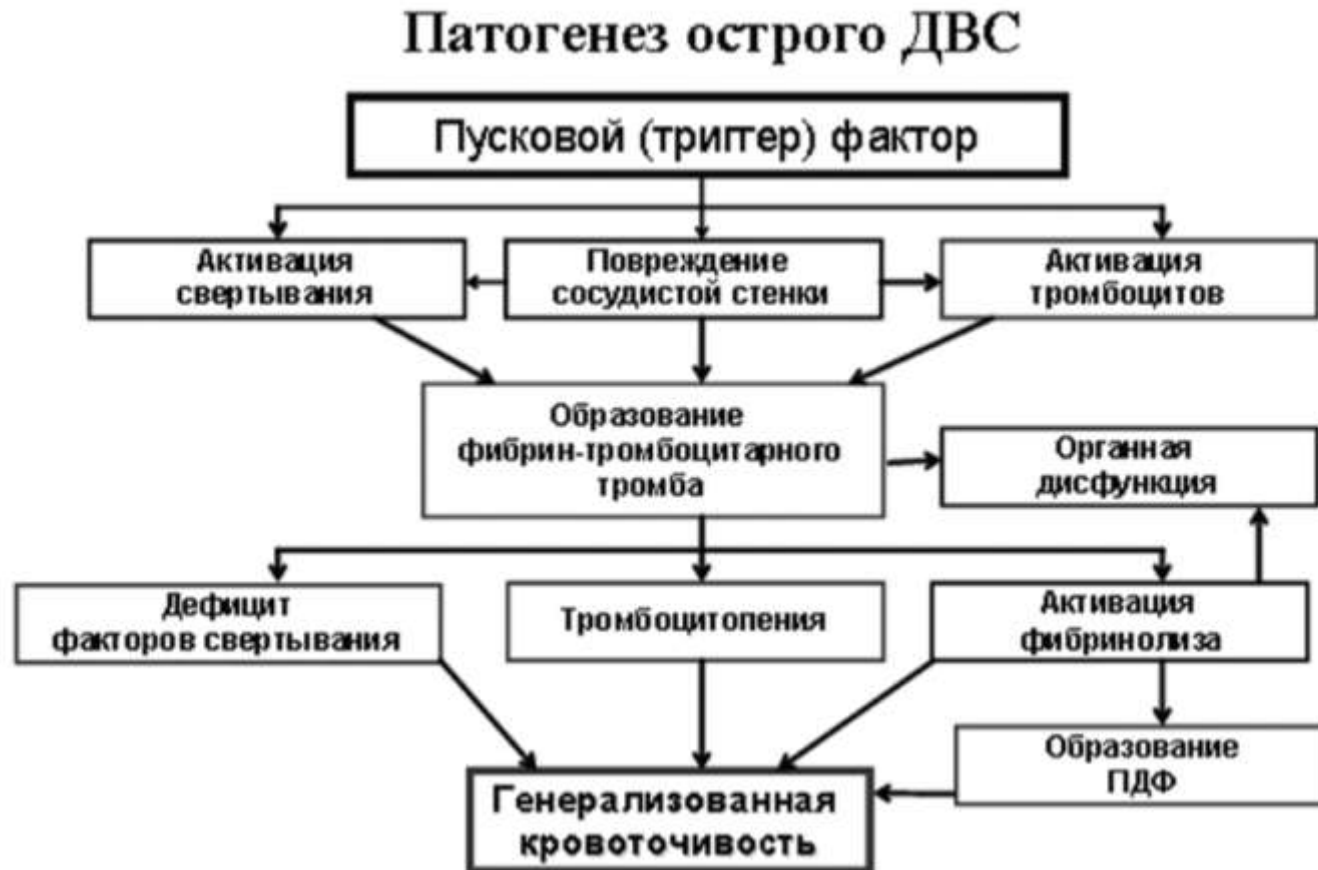 Патогенез острого ДВС
Пусковой (триггер) фактор
Активация
свертывания
Повреждение
сосудистой стенки
Активация
тромбоцитов
Образование
фибрин-тромбоцитарного
тромба
Органная
дисфункция
Дефицит
факторов свертывания
Тромбоцитопения
Активация
фибринолиза
Образование
ПДФ
Генерализованная
кровоточивость